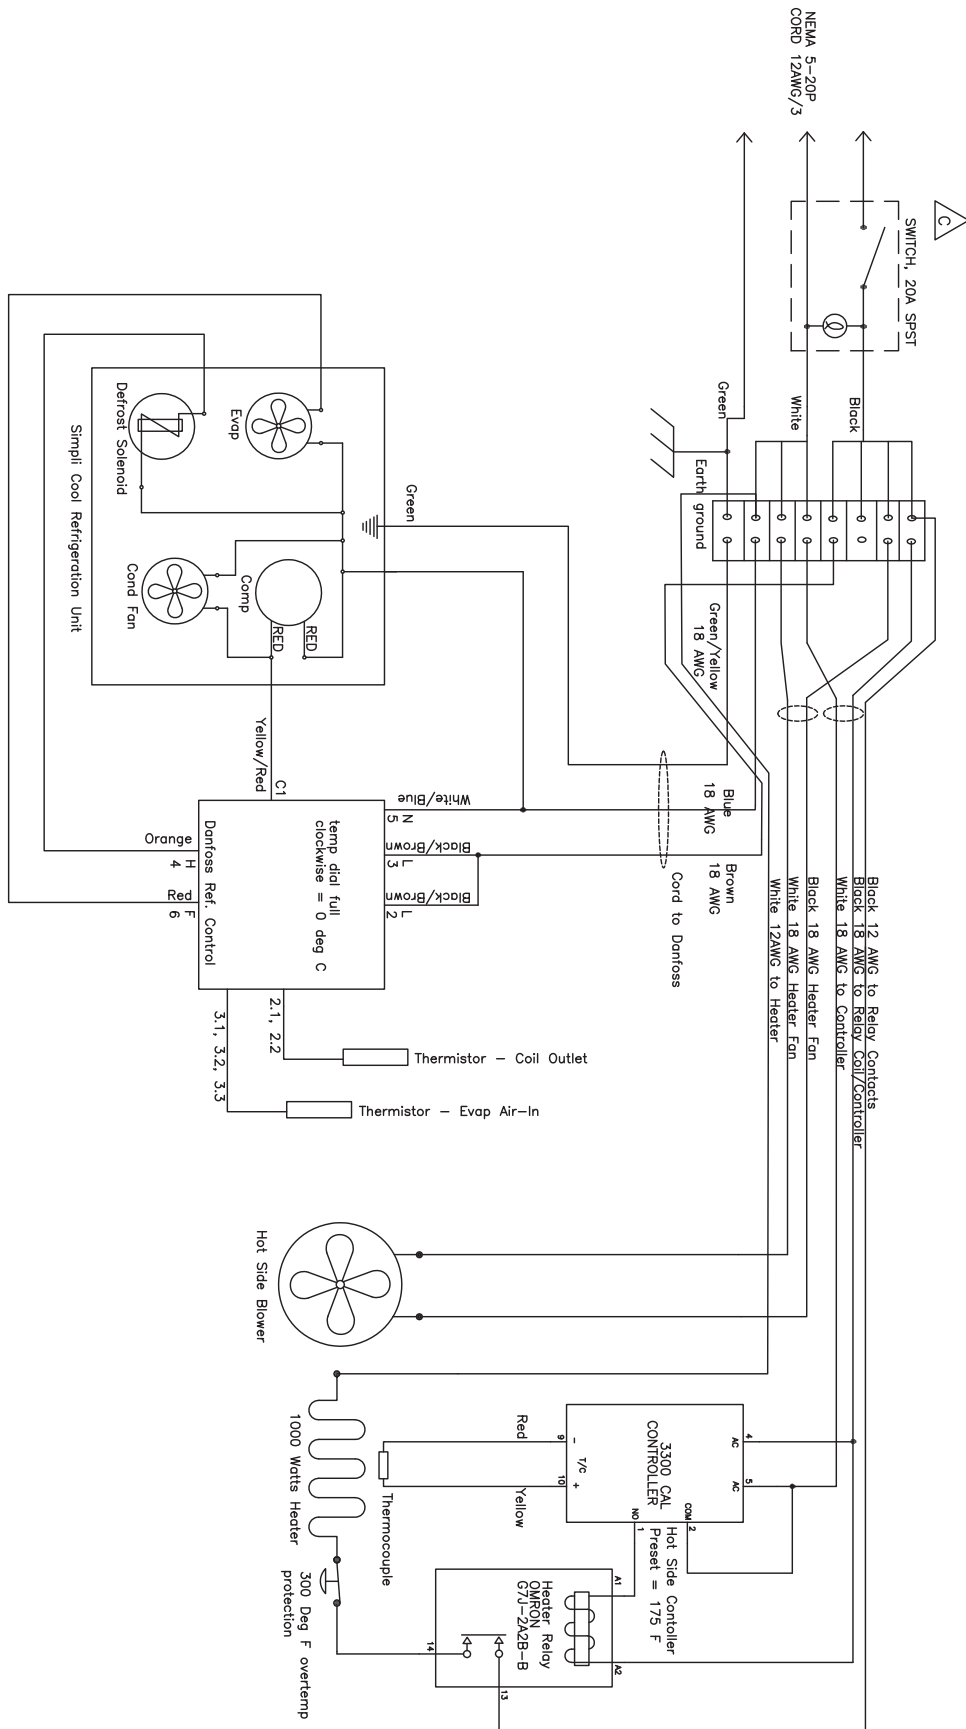 NEMA 5-20P
CORD 12AWG/3
C
SWITCH, 20A SPST
Black
White
Green
Earth ground
Green/Yellow
18 AWG
Blue
18 AWG
Brown
18 AWG
Cord to Danfoss
Black 12 AWG to Relay Contacts
Black 18 AWG to Relay Coil/Controller
White 18 AWG to Controller
Black 18 AWG Heater Fan
White 18 AWG Heater Fan
White 12AWG to Heater
Green
Evap
Defrost Solenoid
Comp
RED
RED
Cond Fan
Simpli Cool Refrigeration Unit
Yellow/Red
C1
White/Blue
N
5
Black/Brown
L
3
Black/Brown
L
2
temp dial full
clockwise = 0 deg C
Danfoss Ref. Control
Orange
H
4
Red
F
6
2.1, 2.2
3.1, 3.2, 3.3
Thermistor - Coil Outlet
Thermistor - Evap Air-In
Hot Side Blower
1000 Watts Heater
300 Deg F overtemp
protection
Thermocouple
Red
Yellow
9
-
T/C
10
+
3300 CAL
CONTROLLER
4
AC
5
AC
COM
2
NO
1
Hot Side Contoller
Preset = 175 F
A1
A2
Heater Relay
OMRON
G7J-2A2B-B
14
13